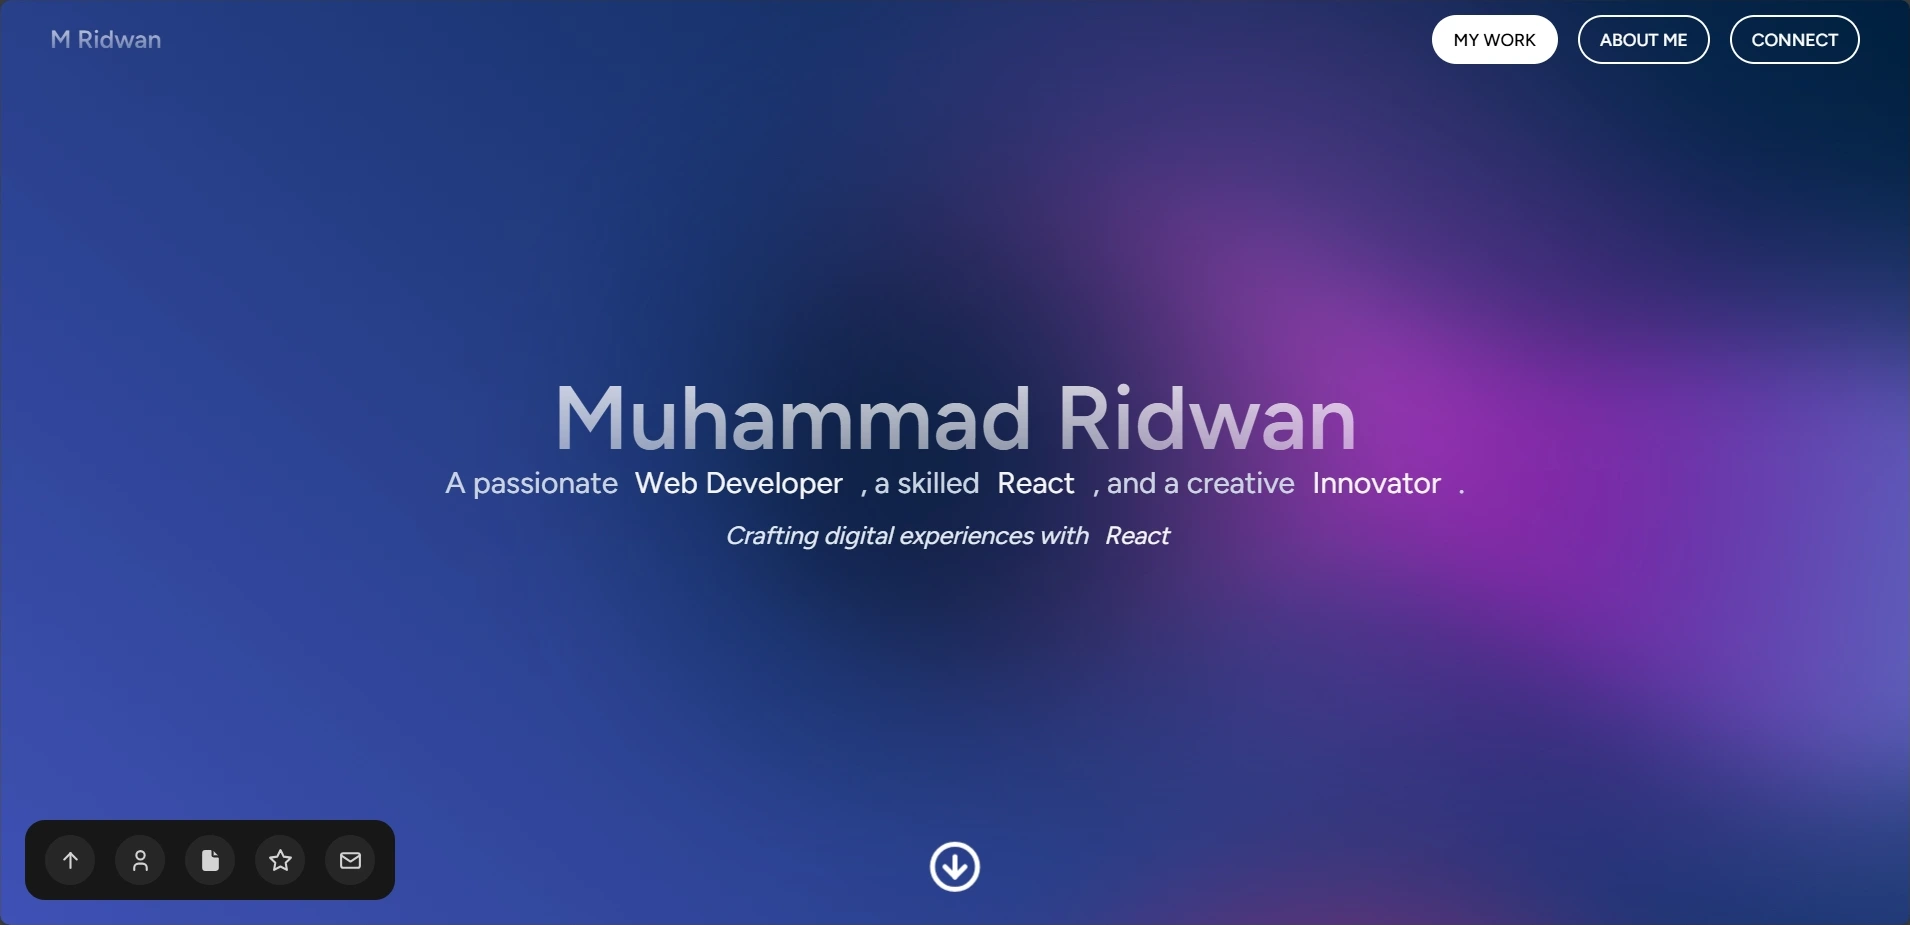 M Ridwan
MY WORK
ABOUT ME
CONNECT
Muhammad Ridwan
A passionate Web Developer , a skilled React , and a creative Innovator .
Crafting digital experiences with React